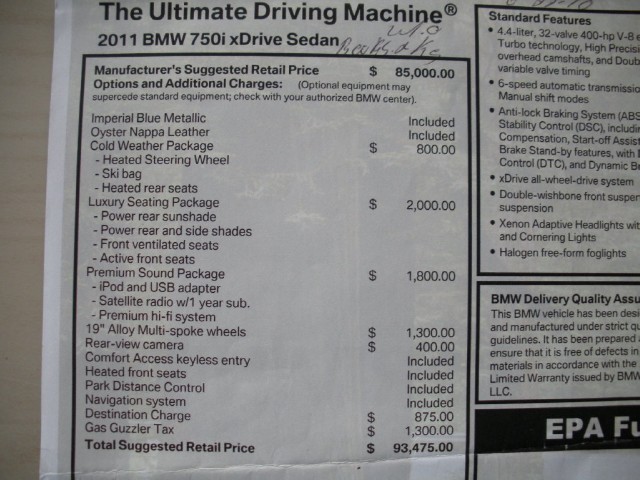 The Ultimate Driving Machine®
2011 BMW 750i xDrive Sedan
Manufacturer's Suggested Retail Price $ 85,000.00
Options and Additional Charges: (Optional equipment may
supercede standard equipment; check with your authorized BMW center).
Imperial Blue Metallic Included
Oyster Nappa Leather Included
Cold Weather Package $ 800.00
- Heated Steering Wheel
- Ski bag
- Heated rear seats
Luxury Seating Package $ 2,000.00
- Power rear sunshade
- Power rear and side shades
- Front ventilated seats
- Active front seats
Premium Sound Package $ 1,800.00
- iPod and USB adapter
- Satellite radio w/1 year sub.
- Premium hi-fi system
19" Alloy Multi-spoke wheels $ 1,300.00
Rear-view camera $ 400.00
Comfort Access keyless entry Included
Heated front seats Included
Park Distance Control Included
Navigation system Included
Destination Charge $ 875.00
Gas Guzzler Tax $ 1,300.00
Total Suggested Retail Price $ 93,475.00
Standard Features
• 4.4-liter, 32-valve 400-hp V-8
Turbo technology, High Precisi
overhead camshafts, and Doub
variable valve timing
• 6-speed automatic transmissio
Manual shift modes
• Anti-lock Braking System (ABS
Stability Control (DSC), includi
Compensation, Start-off Assist
Brake Stand-by features, with
Control (DTC), and Dynamic B
• xDrive all-wheel-drive system
• Double-wishbone front suspe
suspension
• Xenon Adaptive Headlights wit
and Cornering Lights
• Halogen free-form foglights
BMW Delivery Quality Assu
This BMW vehicle has been desi
and manufactured under strict qu
guidelines. It has been prepared
ensure that it is free of defects in
materials in accordance with the
Limited Warranty issued by BMW
LLC.
EPA Fu